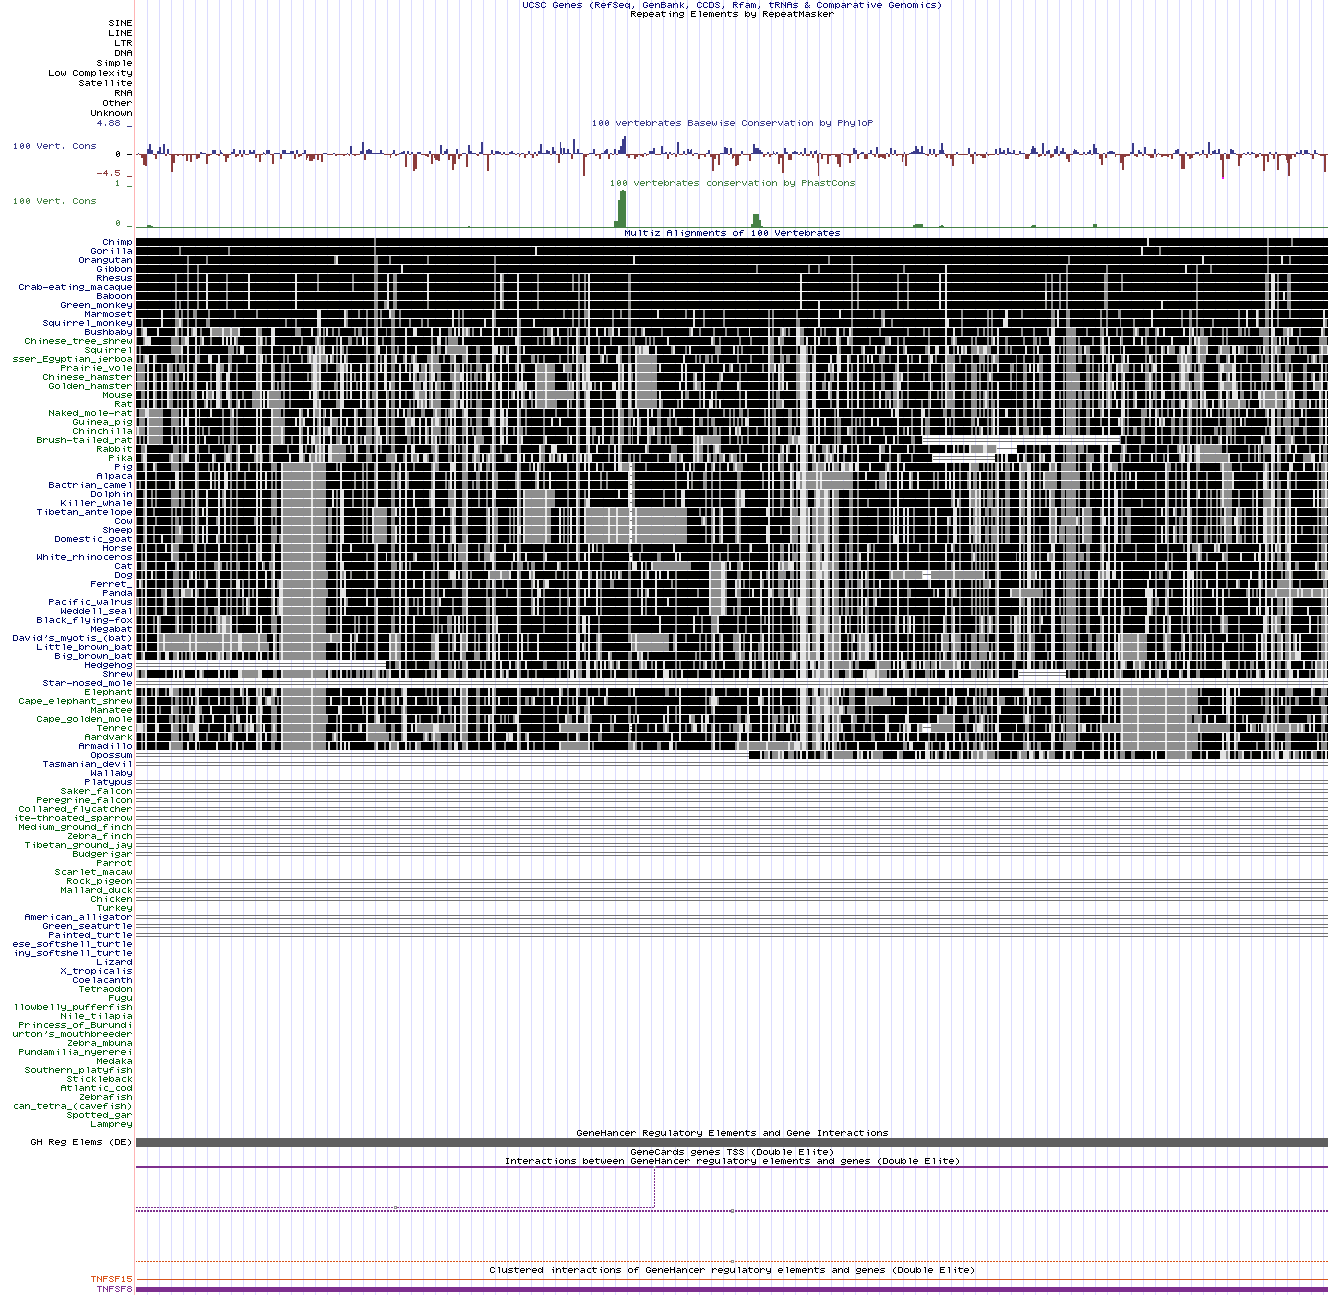 UCSC Genes (RefSeq, GenBank, CCDS, Rfam, tRNAs & Comparative Genomics)
Repeating Elements by RepeatMasker
SINE
LINE
LTR
DNA
Simple
Low Complexity
Satellite
RNA
Other
Unknown
4.88 _
100 vertebrates Basewise Conservation by PhyloP
100 Vert. Cons
0 -
-4.5 _
1 _
100 vertebrates conservation by PhastCons
100 Vert. Cons
0 _
Multiz Alignments of 100 Vertebrates
Chimp
Gorilla
Orangutan
Gibbon
Rhesus
Crab-eating_macaque
Baboon
Green_monkey
Marmoset
Squirrel_monkey
Bushbaby
Chinese_tree_shrew
Squirrel
sser_Egyptian_jerboa
Prairie_vole
Chinese_hamster
Golden_hamster
Mouse
Rat
Naked_mole-rat
Guinea_pig
Chinchilla
Brush-tailed_rat
Rabbit
Pika
Pig
Alpaca
Bactrian_camel
Dolphin
Killer_whale
Tibetan_antelope
Cow
Sheep
Domestic_goat
Horse
White_rhinoceros
Cat
Dog
Ferret_
Panda
Pacific_walrus
Weddell_seal
Black_flying-fox
Megabat
David's_myotis_(bat)
Little_brown_bat
Big_brown_bat
Hedgehog
Shrew
Star-nosed_mole
Elephant
Cape_elephant_shrew
Manatee
Cape_golden_mole
Tenrec
Aardvark
Armadillo
Opossum
Tasmanian_devil
Wallaby
Platypus
Saker_falcon
Peregrine_falcon
Collared_flycatcher
ite-throated_sparrow
Medium_ground_finch
Zebra_finch
Tibetan_ground_jay
Budgerigar
Parrot
Scarlet_macaw
Rock_pigeon
Mallard_duck
Chicken
Turkey
American_alligator
Green_seaturtle
Painted_turtle
ese_softshell_turtle
iny_softshell_turtle
Lizard
X_tropicalis
Coelacanth
Tetraodon
Fugu
llowbelly_pufferfish
Nile_tilapia
Princess_of_Burundi
urton's_mouthbreeder
Zebra_mbuna
Pundamilia_nyererei
Medaka
Southern_platyfish
Stickleback
Atlantic_cod
Zebrafish
can_tetra_(cavefish)
Spotted_gar
Lamprey
GeneHancer Regulatory Elements and Gene Interactions
GH Reg Elems (DE)
GeneCards genes TSS (Double Elite)
Interactions between GeneHancer regulatory elements and genes (Double Elite)
Clustered interactions of GeneHancer regulatory elements and genes (Double Elite)
TNFSF15
TNFSF8